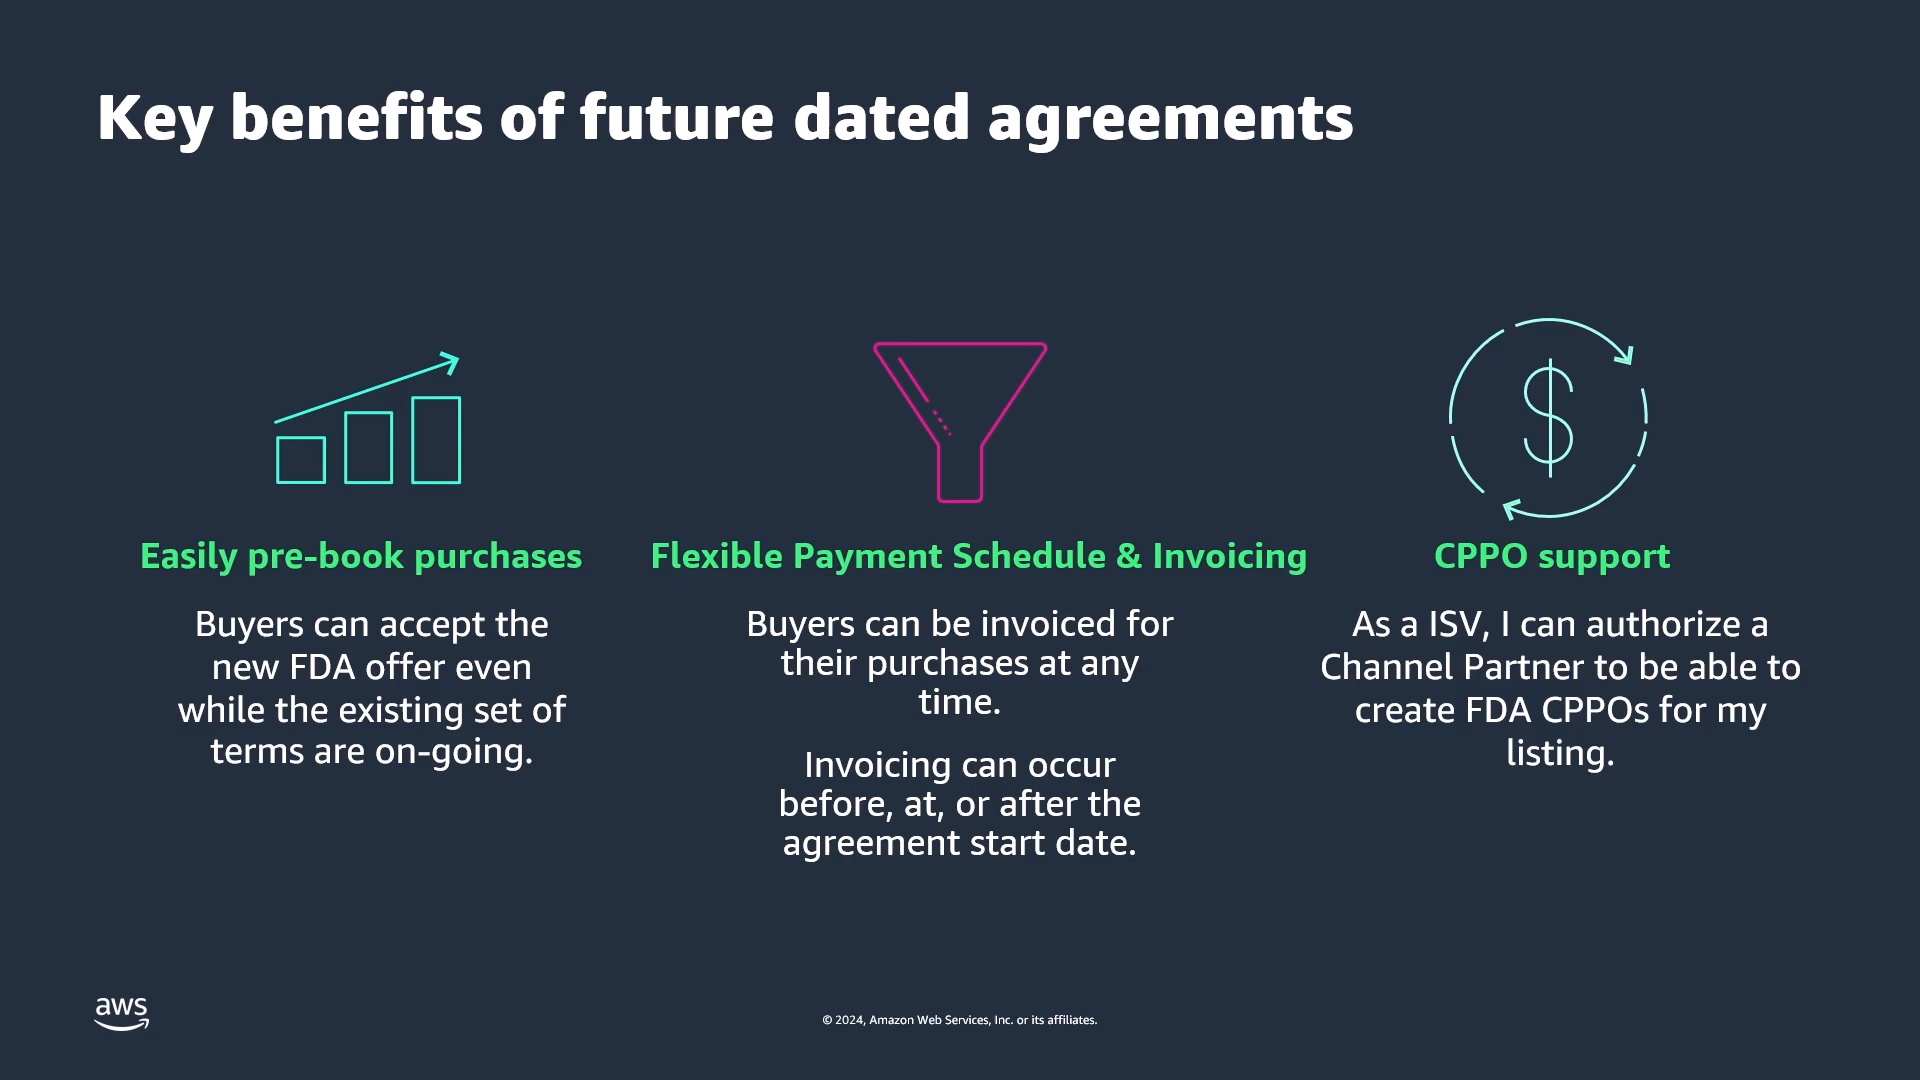 Key benefits of future dated agreements
Easily pre-book purchases
Buyers can accept the
new FDA offer even
while the existing set of
terms are on-going.
Flexible Payment Schedule & Invoicing
Buyers can be invoiced for
their purchases at any
time.
Invoicing can occur
before, at, or after the
agreement start date.
CPPO support
As a ISV, I can authorize a
Channel Partner to be able to
create FDA CPPOs for my
listing.
aws
© 2024, Amazon Web Services, Inc. or its affiliates.